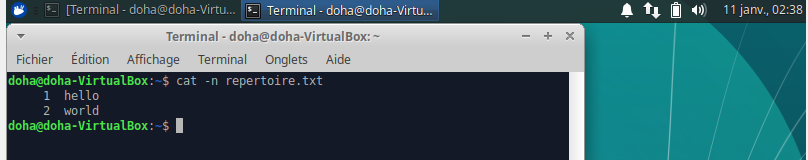 [Terminal - doha@doha-Virtu... Terminal - doha@doha-Virtu... 11 janv., 02:38
Terminal - doha@doha-VirtualBox: ~
Fichier Édition Affichage Terminal Onglets Aide
doha@doha-VirtualBox:~$ cat -n repertoire.txt
1 hello
2 world
doha@doha-VirtualBox:~$